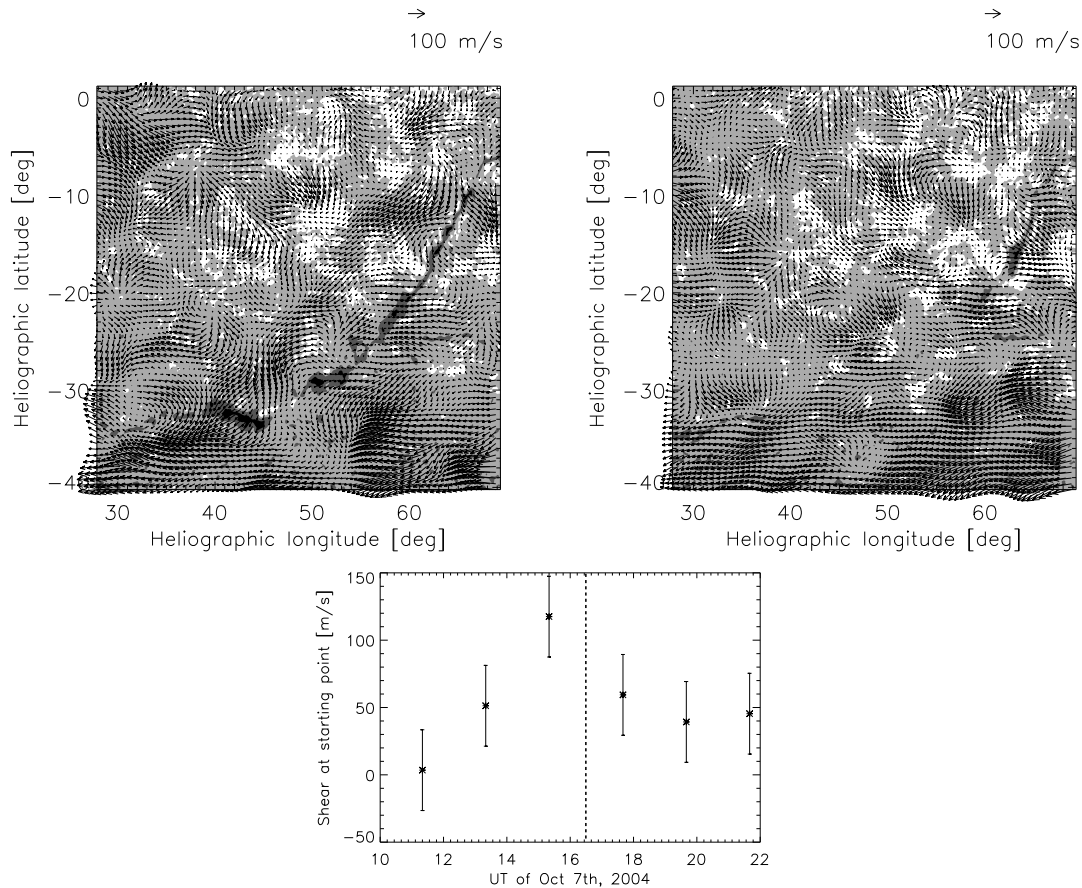 100 m/s
100 m/s
0
−10
−20
−30
−40
Heliographic latitude [deg]
30 40 50 60
Heliographic longitude [deg]
0
−10
−20
−30
−40
Heliographic latitude [deg]
30 40 50 60
Heliographic longitude [deg]
150
100
50
0
−50
Shear at starting point [m/s]
10 12 14 16 18 20 22
UT of Oct 7th, 2004